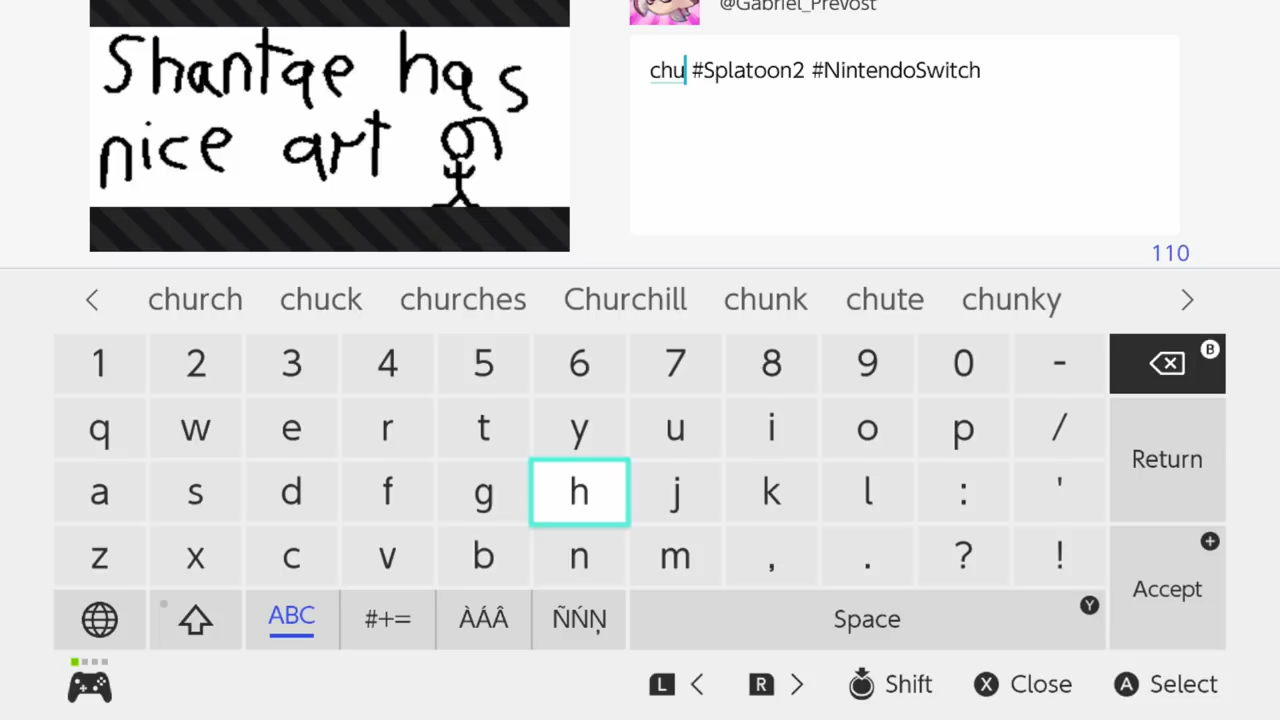 @Gabriel_Prevost
Shantae has
nice art
chu #Splatoon2 #NintendoSwitch
110
church chuck churches Churchill chunk chute chunky
1 2 3 4 5 6 7 8 9 0 - B
q w e r t y u i o p /
Return
a s d f g h j k l : '
z x c v b n m , . ? ! +
Accept
ABC #+= ÀÁÂ ÑŃŅ Space Y
L R Shift X Close A Select